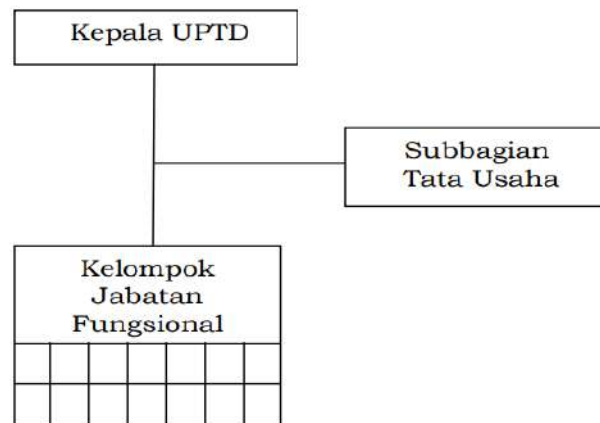 Kepala UPTD
Subbagian
Tata Usaha
Kelompok
Jabatan
Fungsional